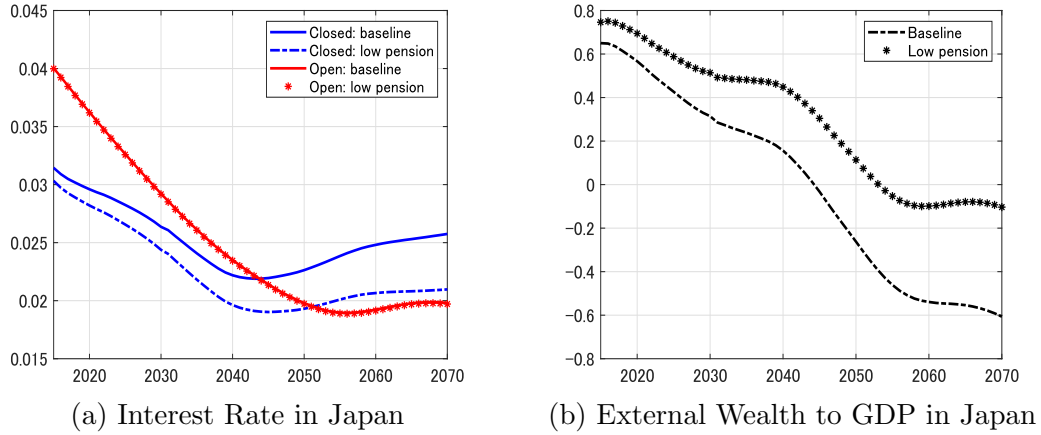 0.045
0.04
0.035
0.03
0.025
0.02
0.015
2020 2030 2040 2050 2060 2070
Closed: baseline
Closed: low pension
Open: baseline
Open: low pension
(a) Interest Rate in Japan
0.8
0.6
0.4
0.2
0
-0.2
-0.4
-0.6
-0.8
2020 2030 2040 2050 2060 2070
Baseline
Low pension
(b) External Wealth to GDP in Japan